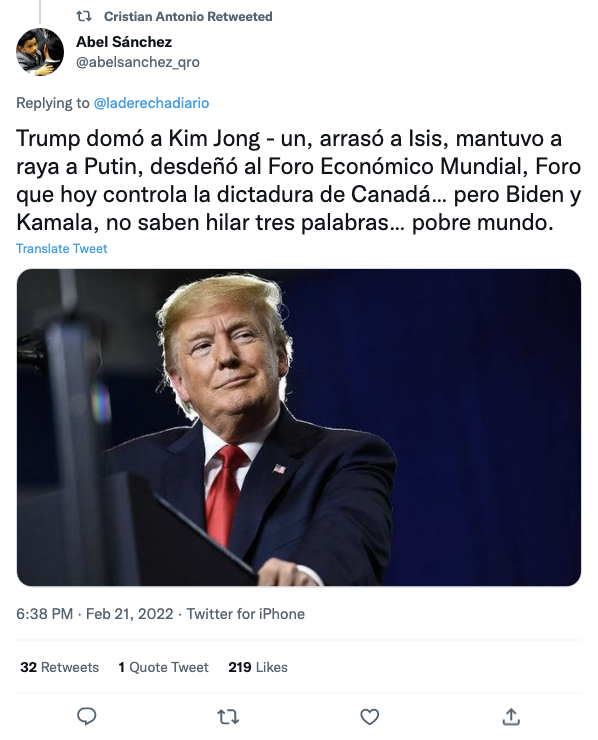 Cristian Antonio Retweeted
Abel Sánchez
@abelsanchez_qro
Replying to @laderechadiario
Trump domó a Kim Jong - un, arrasó a Isis, mantuvo a
raya a Putin, desdeñó al Foro Económico Mundial, Foro
que hoy controla la dictadura de Canadá... pero Biden y
Kamala, no saben hilar tres palabras... pobre mundo.
Translate Tweet
6:38 PM · Feb 21, 2022 · Twitter for iPhone
32 Retweets 1 Quote Tweet 219 Likes